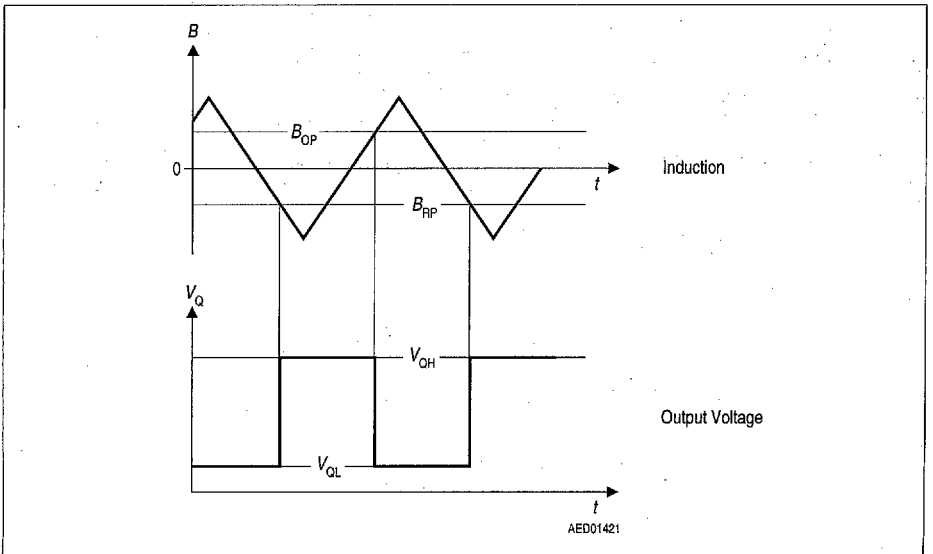 B
B_OP
0
t
Induction
B_RP
V_Q
V_QH
Output Voltage
V_QL
t
AED01421